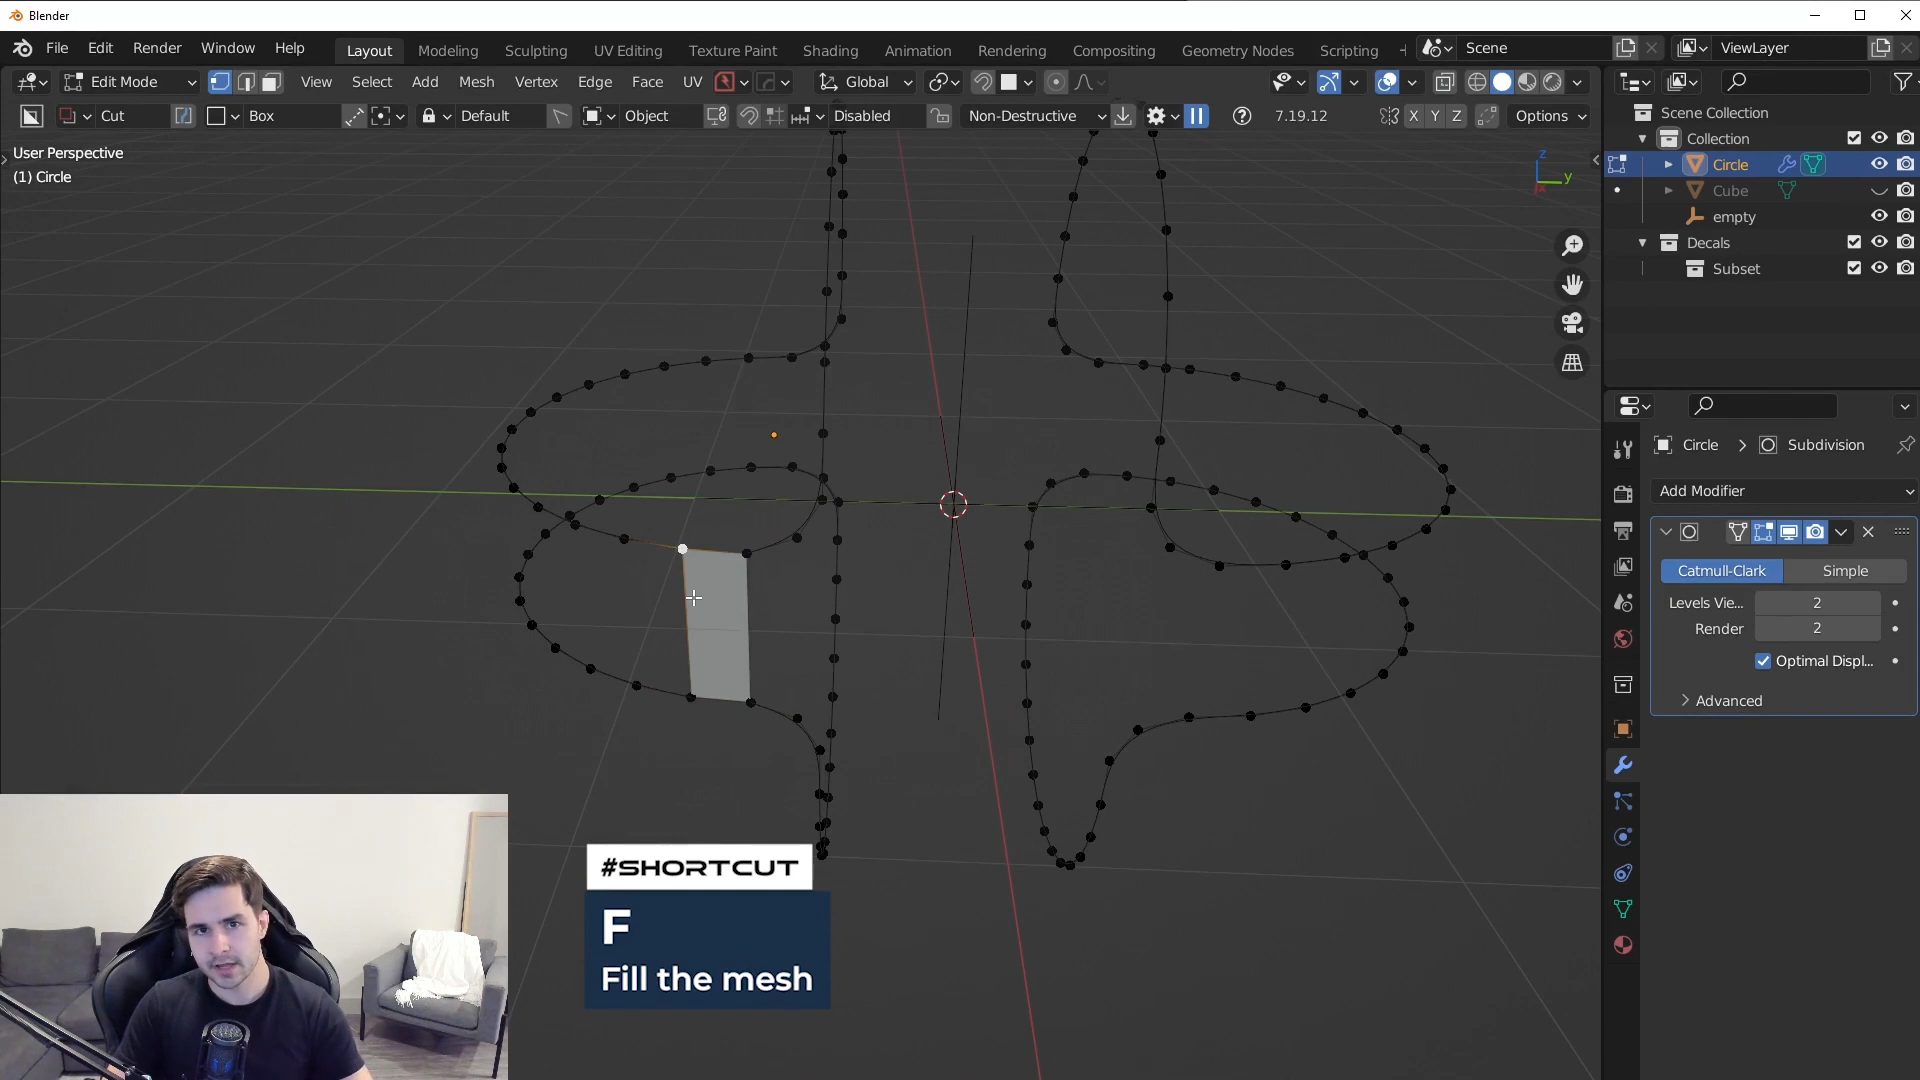 Blender
File Edit Render Window Help Layout Modeling Sculpting UV Editing Texture Paint Shading Animation Rendering Compositing Geometry Nodes Scripting Scene ViewLayer
Edit Mode View Select Add Mesh Vertex Edge Face UV Global
Cut Box Default Object Disabled Non-Destructive 7.19.12 X Y Z Options
User Perspective
(1) Circle
z
y
x
Scene Collection
Collection
Circle
Cube
empty
Decals
Subset
Circle > Subdivision
Add Modifier
Catmull-Clark Simple
Levels Vie... 2
Render 2
Optimal Displ...
Advanced
#SHORTCUT
F
Fill the mesh